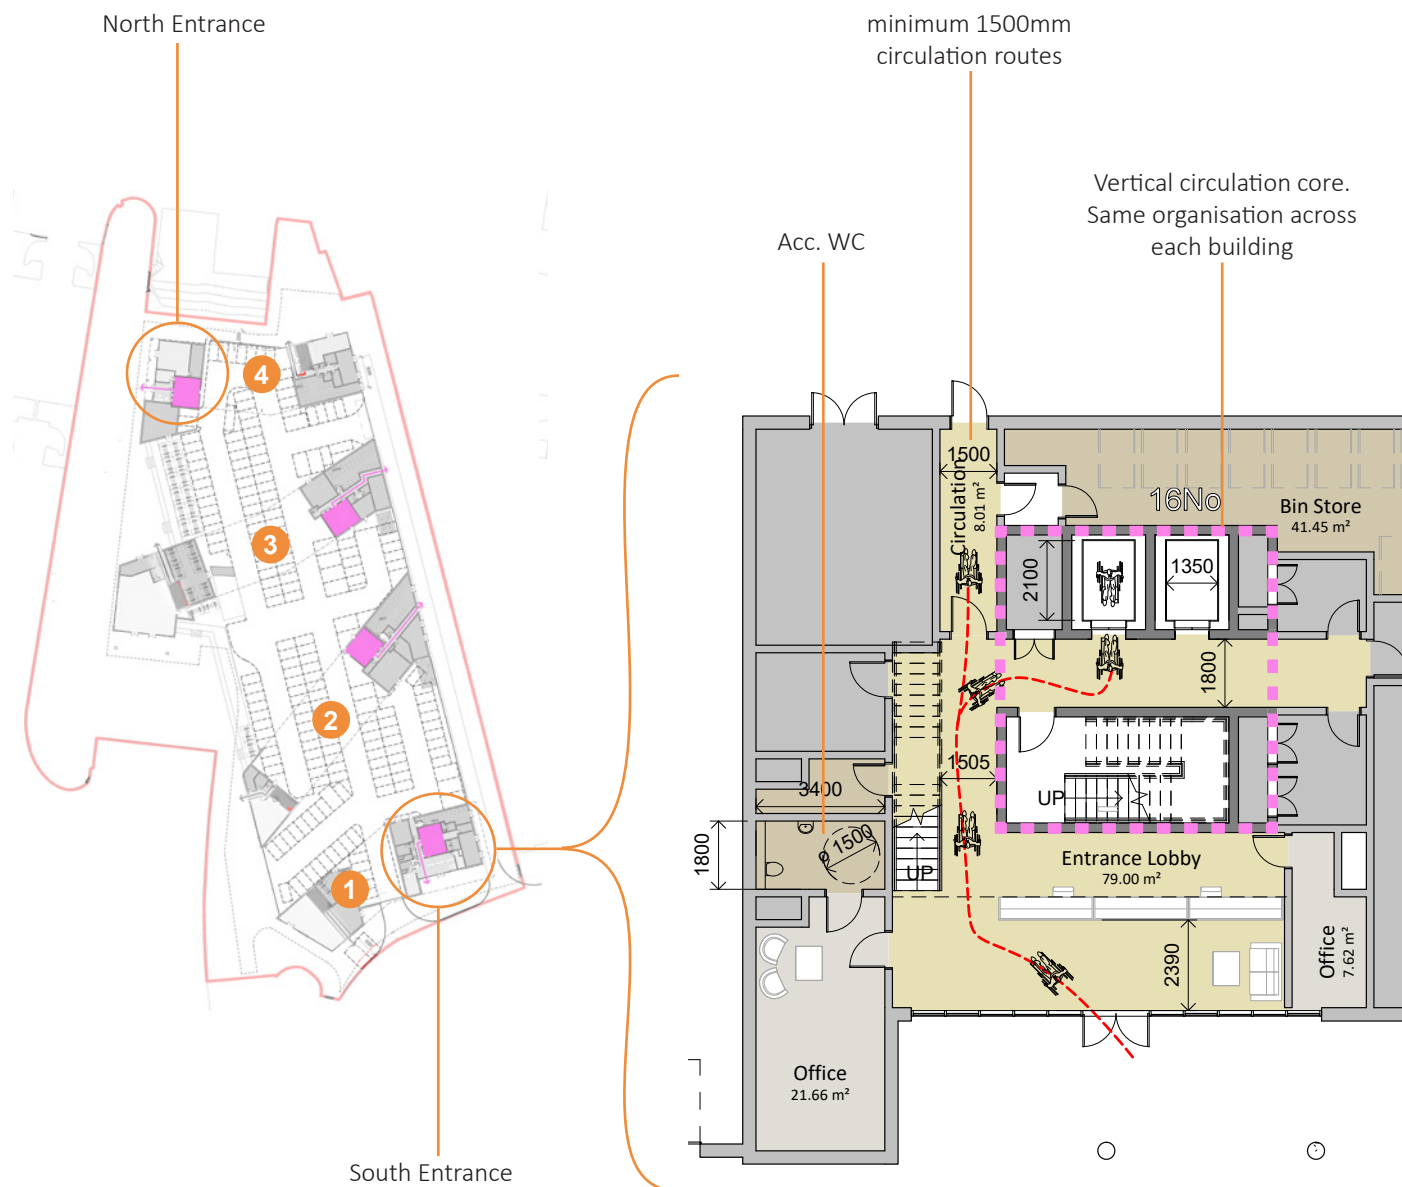 North Entrance
minimum 1500mm
circulation routes
Vertical circulation core.
Same organisation across
each building
Acc. WC
4
3
2
1
South Entrance
1500
Circulation
8.01 m²
16No
Bin Store
41.45 m²
2100
1350
1800
1505
3400
UP
1800
ø 1500
UP
Entrance Lobby
79.00 m²
2390
Office
7.62 m²
Office
21.66 m²